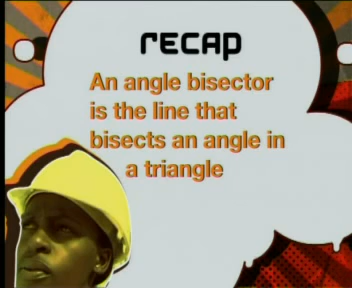 RECAP
An angle bisector
is the line that
bisects an angle in
a triangle